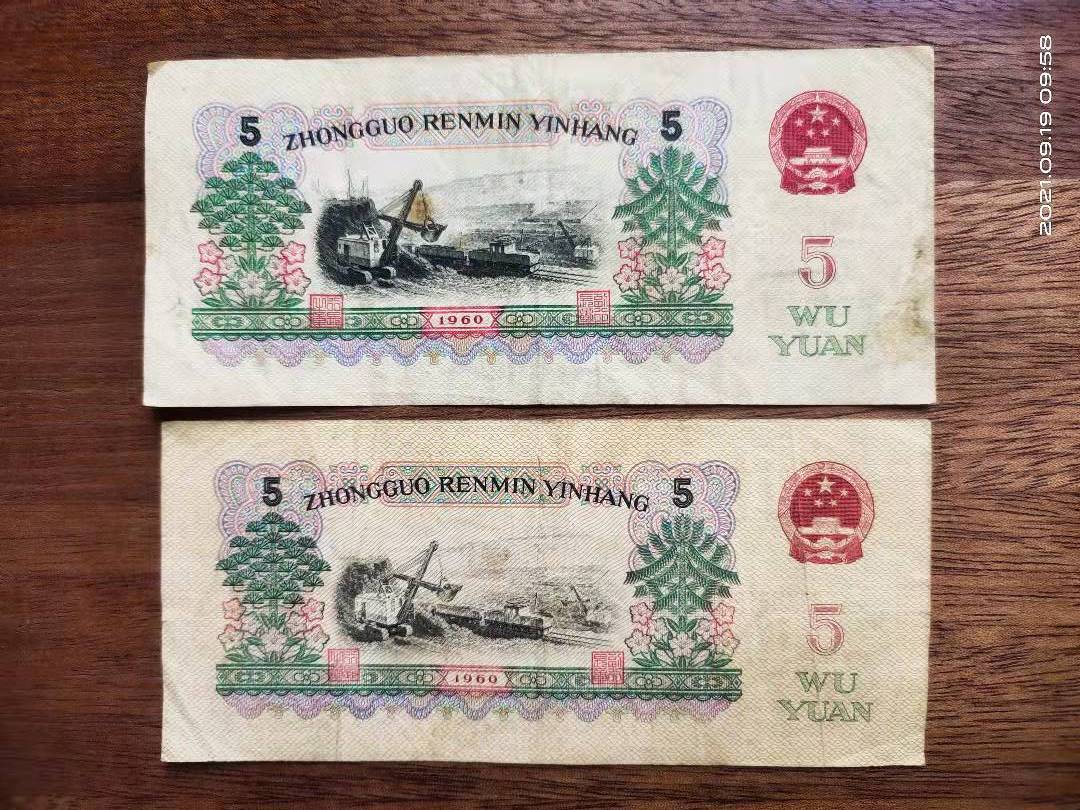 5 ZHONGGUO RENMIN YINHANG 5
1960
5
WU
YUAN
5 ZHONGGUO RENMIN YINHANG 5
1960
5
WU
YUAN
2021.09.19 09:58